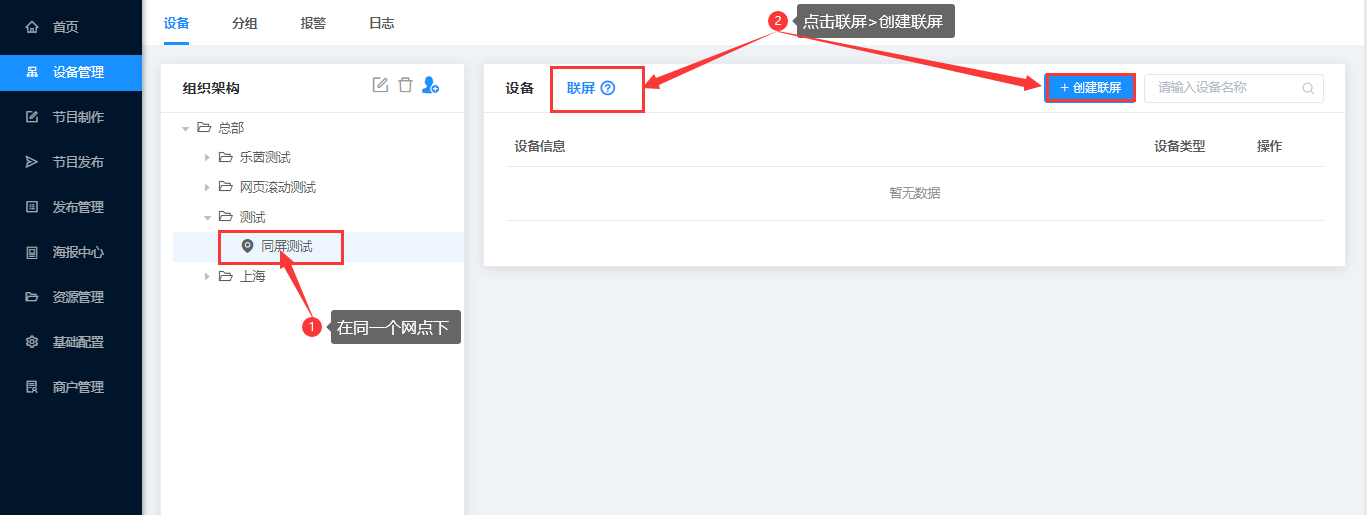 首页
设备管理
节目制作
节目发布
发布管理
海报中心
资源管理
基础配置
商户管理
设备 分组 报警 日志
2 点击联屏>创建联屏
组织架构
总部
乐茵测试
网页滚动测试
测试
同屏测试
上海
1 在同一个网点下
设备 联屏 ? + 创建联屏 请输入设备名称
设备信息 设备类型 操作
暂无数据